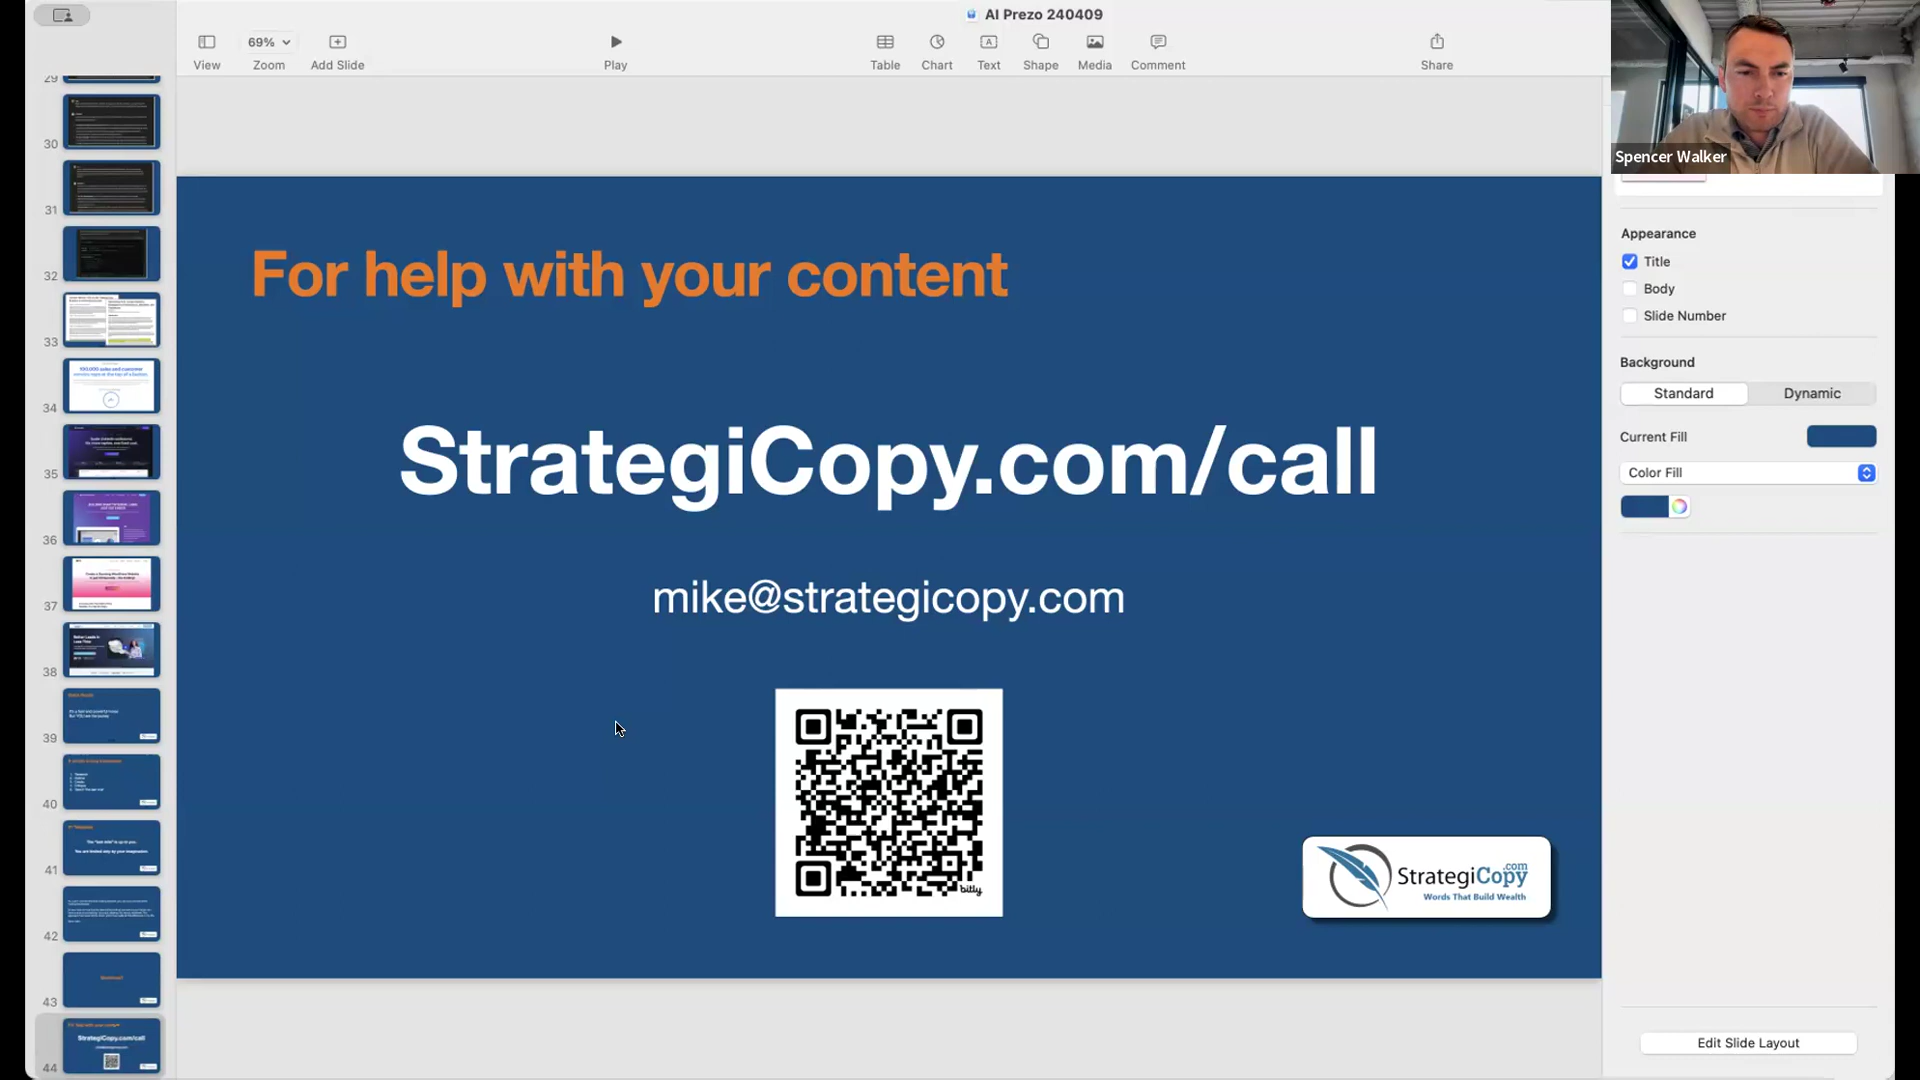 AI Prezo 240409
69%
View
Zoom
Add Slide
Play
Table
Chart
Text
Shape
Media
Comment
Share
Spencer Walker
29
30
31
32
33
34
35
36
37
38
39
40
41
42
43
44
For help with your content
StrategiCopy.com/call
mike@strategicopy.com
bitly
StrategiCopy
.com
Words That Build Wealth
Appearance
Title
Body
Slide Number
Background
Standard
Dynamic
Current Fill
Color Fill
Edit Slide Layout
StrategiCopy.com/call